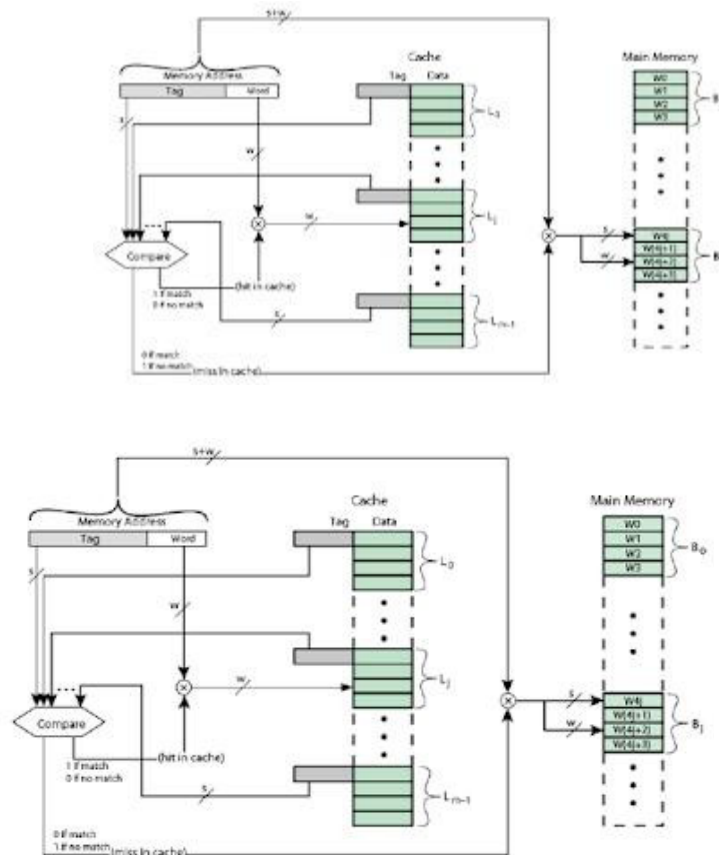 s+w
Cache
Main Memory
Memory Address
Tag Data
Tag Word
W0
W1
W2
W3
B
L0
s
w
w
Lj
W4j
W(4j+1)
W(4j+2)
W(4j+3)
B
s
w
Compare
(hit in cache)
1 if match
0 if no match
s
Lm-1
0 if match
1 if no match
(miss in cache)
s+w
Cache
Main Memory
Memory Address
Tag Data
Tag Word
W0
W1
W2
W3
B0
L0
s
w
w
Lj
W4j
W(4j+1)
W(4j+2)
W(4j+3)
Bj
s
w
Compare
(hit in cache)
1 if match
0 if no match
s
Lm-1
0 if match
1 if no match
(miss in cache)